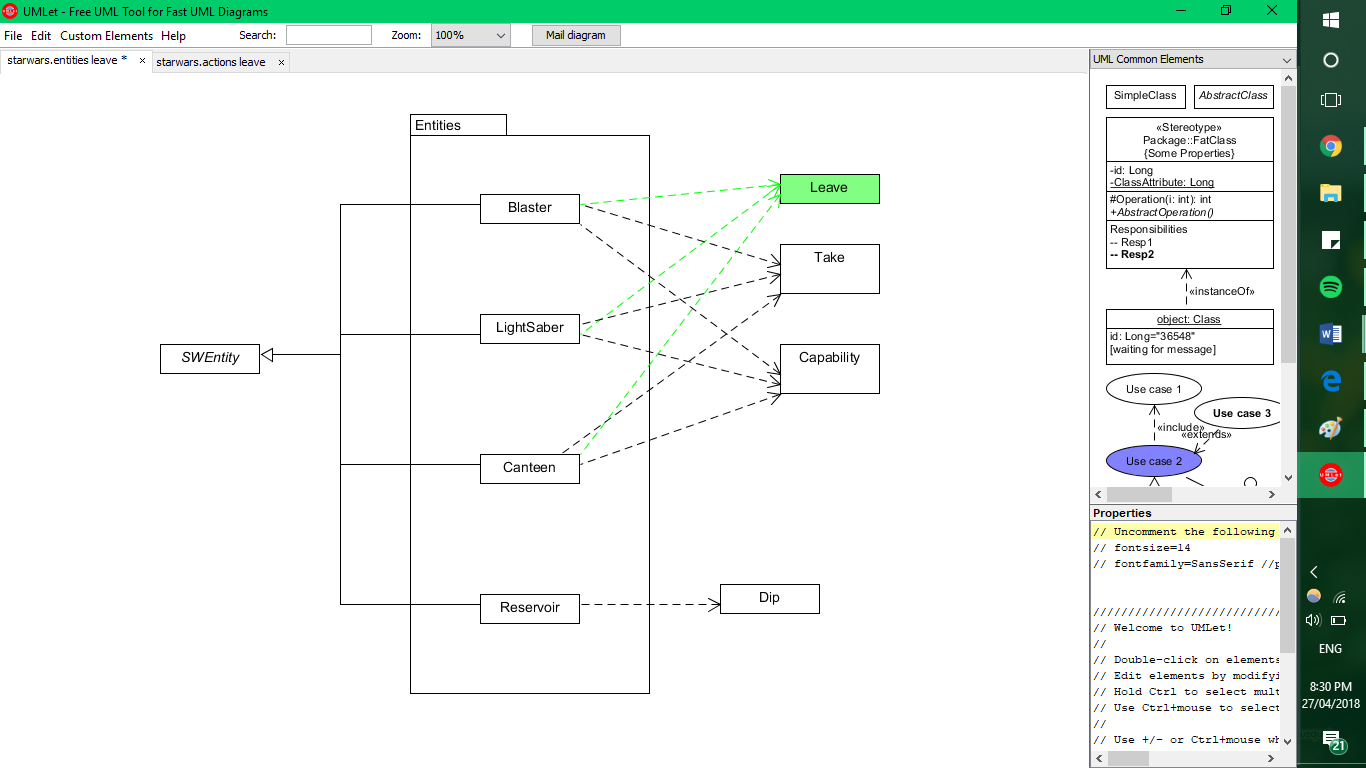 UMLet - Free UML Tool for Fast UML Diagrams
File Edit Custom Elements Help Search: Zoom: 100% Mail diagram
starwars.entities leave * × starwars.actions leave ×
Entities
Blaster
LightSaber
SWEntity
Canteen
Reservoir
Leave
Take
Capability
Dip
UML Common Elements
SimpleClass
AbstractClass
«Stereotype»
Package::FatClass
{Some Properties}
-id: Long
-ClassAttribute: Long
#Operation(i: int): int
+AbstractOperation()
Responsibilities
-- Resp1
-- Resp2
«instanceOf»
object: Class
id: Long="36548"
[waiting for message]
Use case 1
Use case 3
«include»
«extends»
Use case 2
Properties
// Uncomment the following
// fontsize=14
// fontfamily=SansSerif //p
///////////////////////////
// Welcome to UMLet!
//
// Double-click on elements
// Edit elements by modifyi
// Hold Ctrl to select mult
// Use Ctrl+mouse to select
//
// Use +/- or Ctrl+mouse wh
ENG
8:30 PM
27/04/2018
21